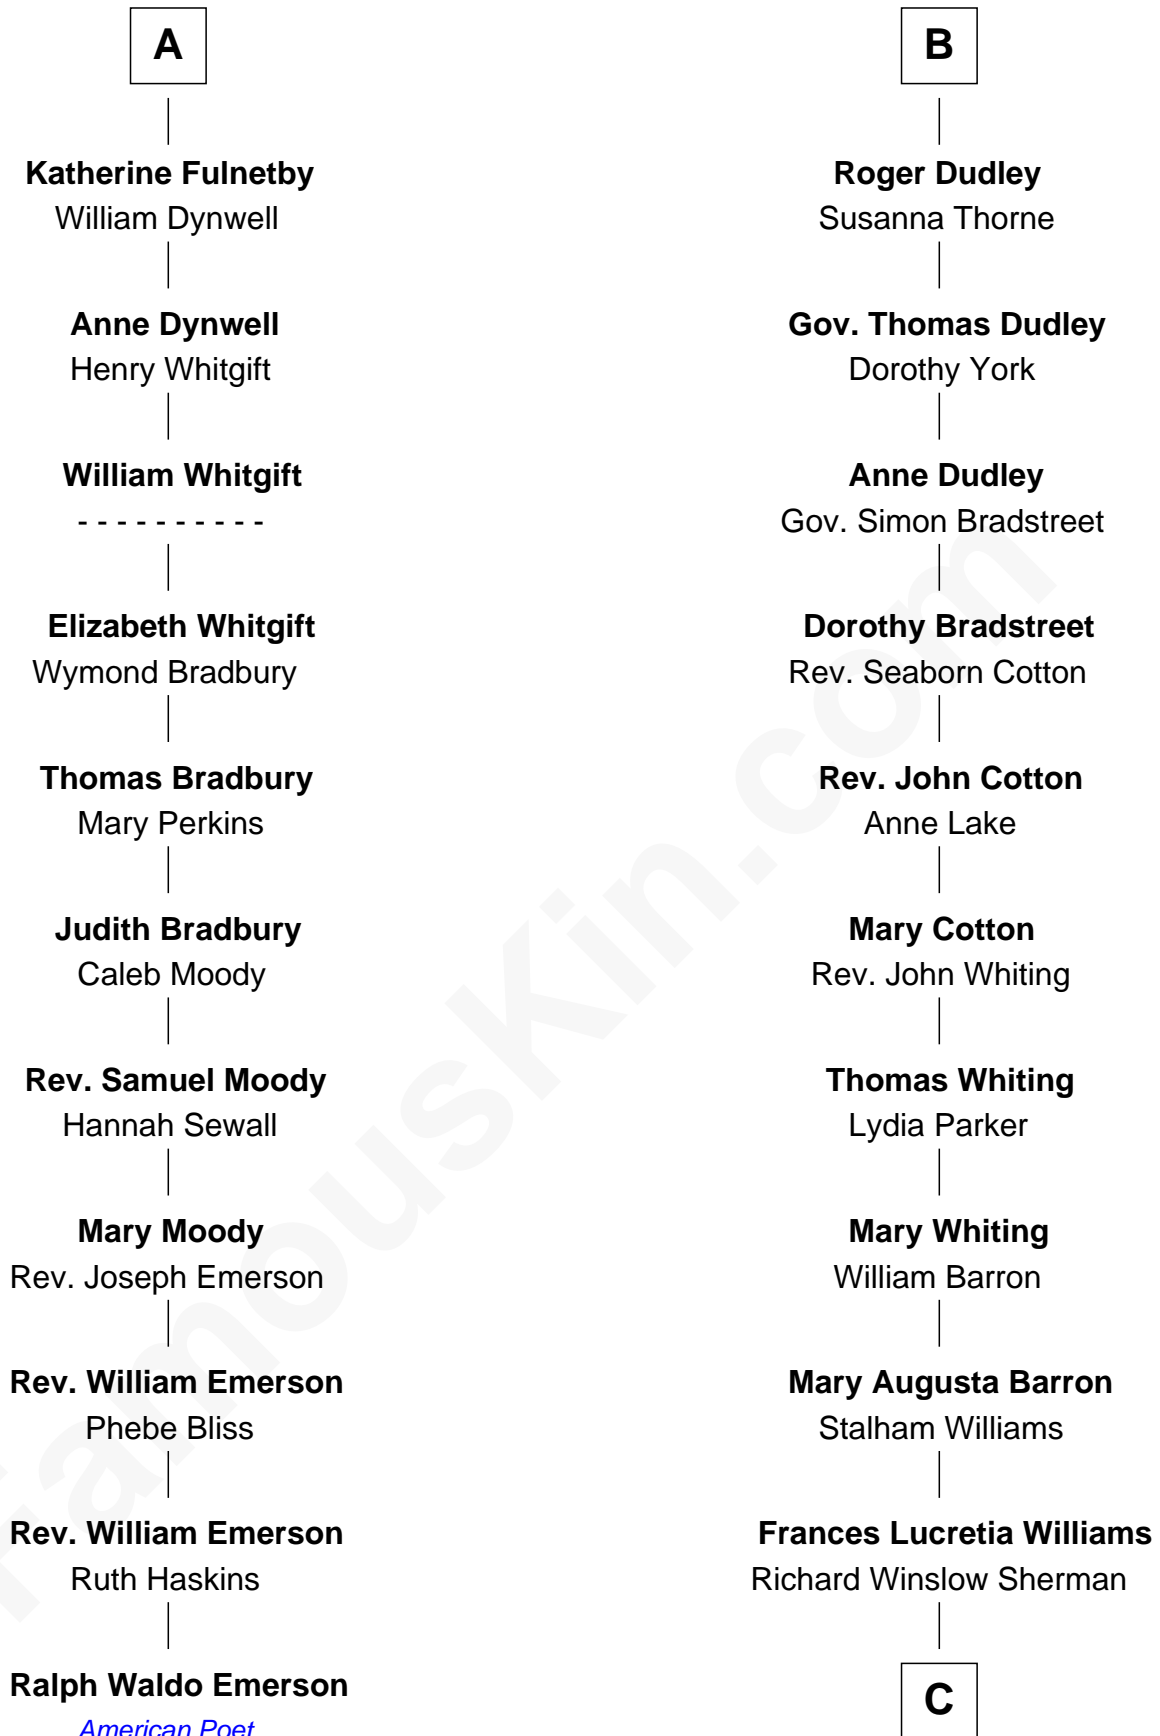 A
Katherine Fulnetby
William Dynwell
Anne Dynwell
Henry Whitgift
William Whitgift
- - - - - - - - - -
Elizabeth Whitgift
Wymond Bradbury
Thomas Bradbury
Mary Perkins
Judith Bradbury
Caleb Moody
Rev. Samuel Moody
Hannah Sewall
Mary Moody
Rev. Joseph Emerson
Rev. William Emerson
Phebe Bliss
Rev. William Emerson
Ruth Haskins
Ralph Waldo Emerson
American Poet
B
Roger Dudley
Susanna Thorne
Gov. Thomas Dudley
Dorothy York
Anne Dudley
Gov. Simon Bradstreet
Dorothy Bradstreet
Rev. Seaborn Cotton
Rev. John Cotton
Anne Lake
Mary Cotton
Rev. John Whiting
Thomas Whiting
Lydia Parker
Mary Whiting
William Barron
Mary Augusta Barron
Stalham Williams
Frances Lucretia Williams
Richard Winslow Sherman
C
FamousKin.com